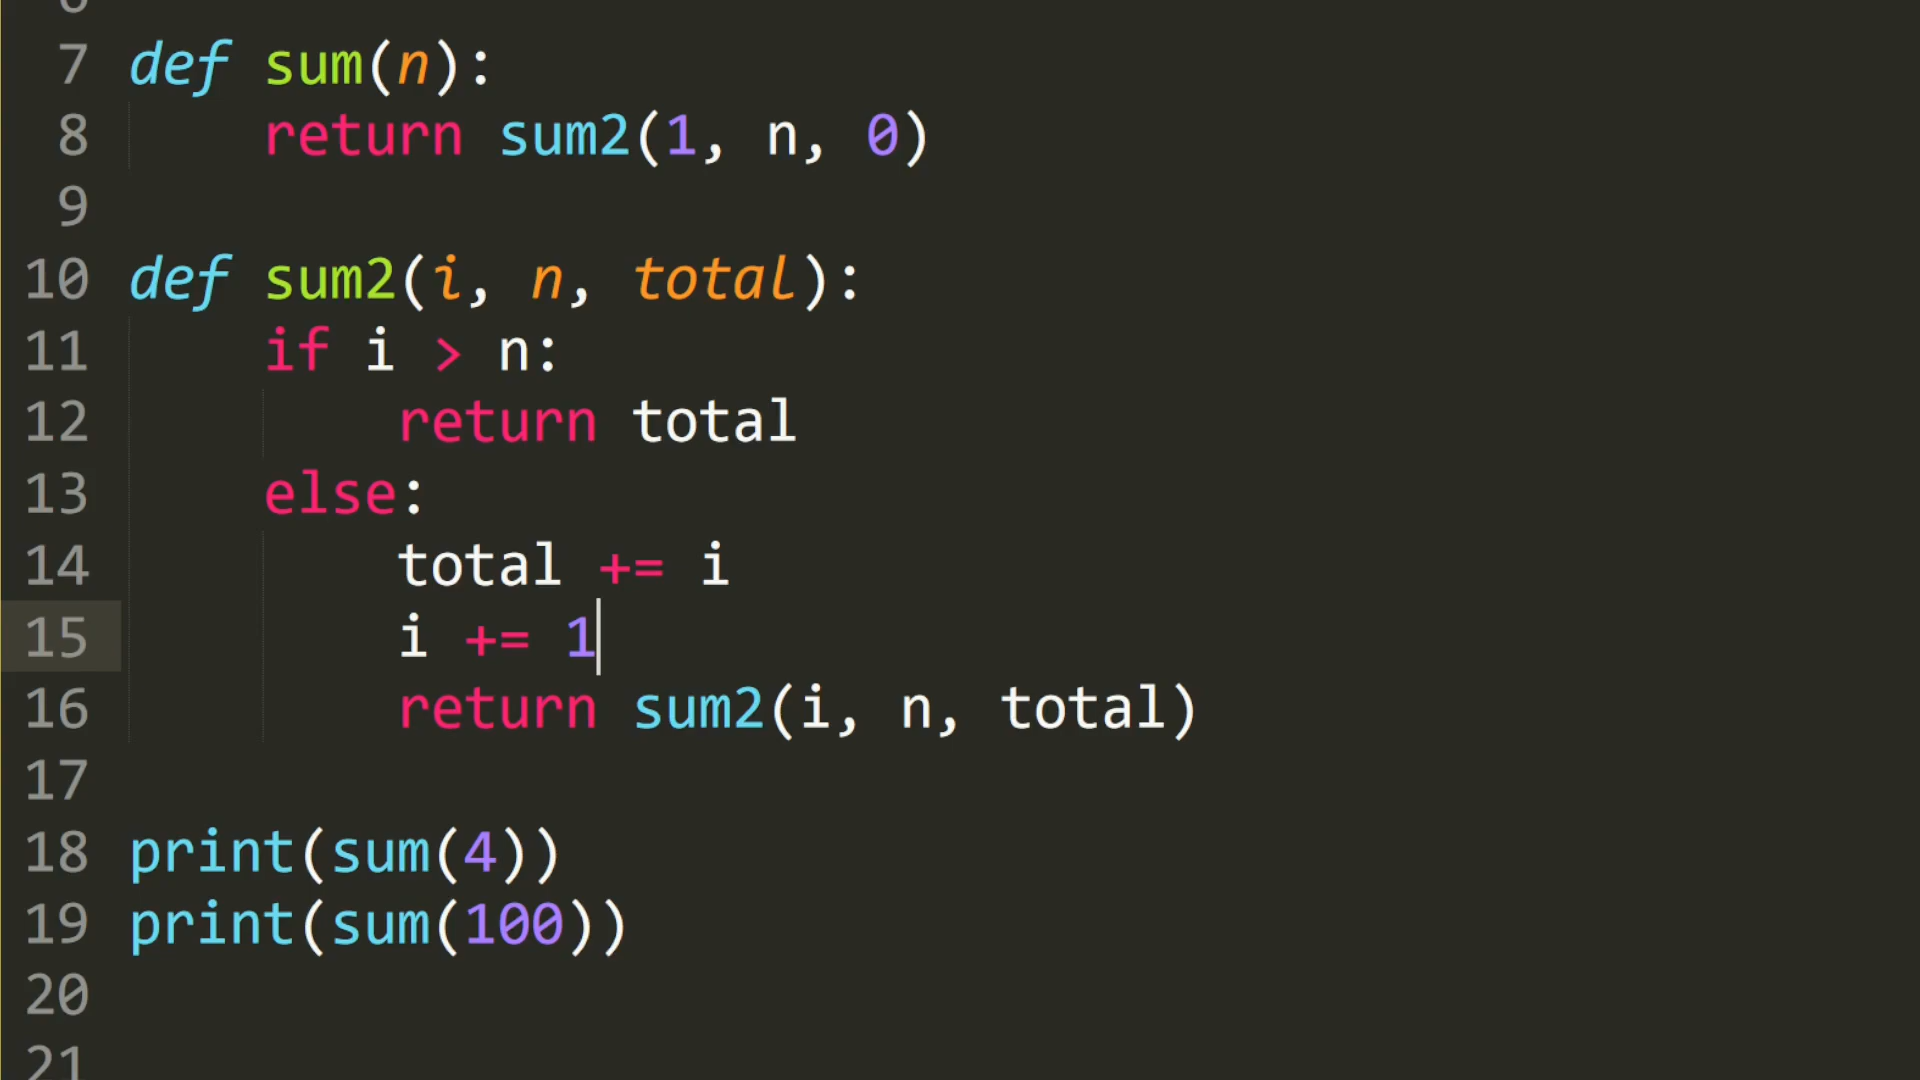 7 def sum(n):
8     return sum2(1, n, 0)
9
10 def sum2(i, n, total):
11     if i > n:
12         return total
13     else:
14         total += i
15         i += 1
16         return sum2(i, n, total)
17
18 print(sum(4))
19 print(sum(100))
20
21